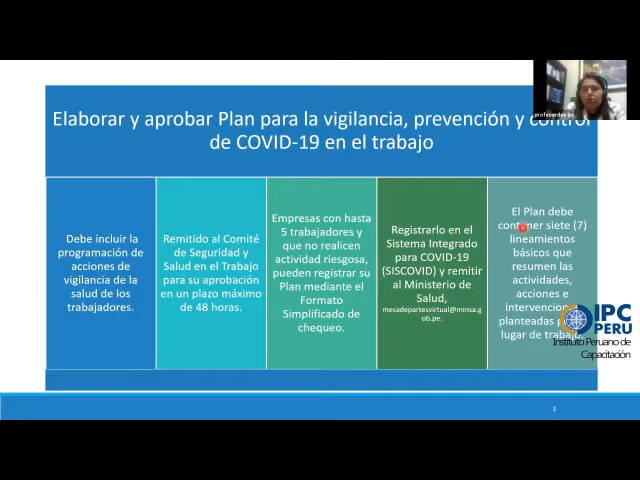 Elaborar y aprobar Plan para la vigilancia, prevención y control
de COVID-19 en el trabajo
Debe incluir la
programación de
acciones de
vigilancia de la
salud de los
trabajadores.
Remitido al Comité
de Seguridad y
Salud en el Trabajo
para su aprobación
en un plazo máximo
de 48 horas.
Empresas con hasta
5 trabajadores y
que no realicen
actividad riesgosa,
pueden registrar su
Plan mediante el
Formato
Simplificado de
chequeo.
Registrarlo en el
Sistema Integrado
para COVID-19
(SISCOVID) y remitir
al Ministerio de
Salud,
mesadepartesvirtual@minsa.g
ob.pe.
El Plan debe
contener siete (7)
lineamientos
básicos que
resumen las
actividades,
acciones e
intervenciones
planteadas
lugar de trabajo.
IPC
PERU
Instituto Peruano de
Capacitación
3